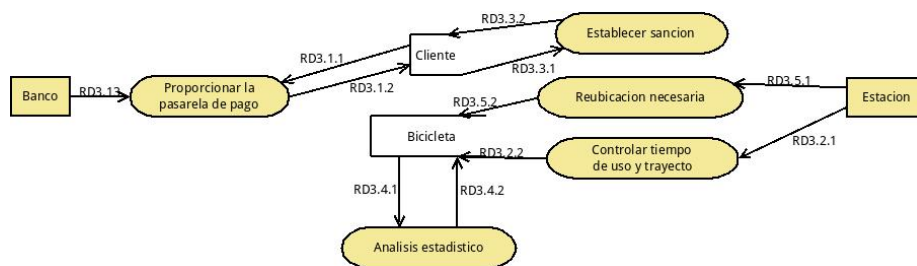 RD3.3.2
Establecer sancion
RD3.1.1
Cliente
RD3.3.1
Banco
RD3.13
Proporcionar la
pasarela de pago
RD3.1.2
RD3.5.2
Reubicacion necesaria
RD3.5.1
Estacion
Bicicleta
RD3.2.2
Controlar tiempo
de uso y trayecto
RD3.2.1
RD3.4.1
RD3.4.2
Analisis estadistico